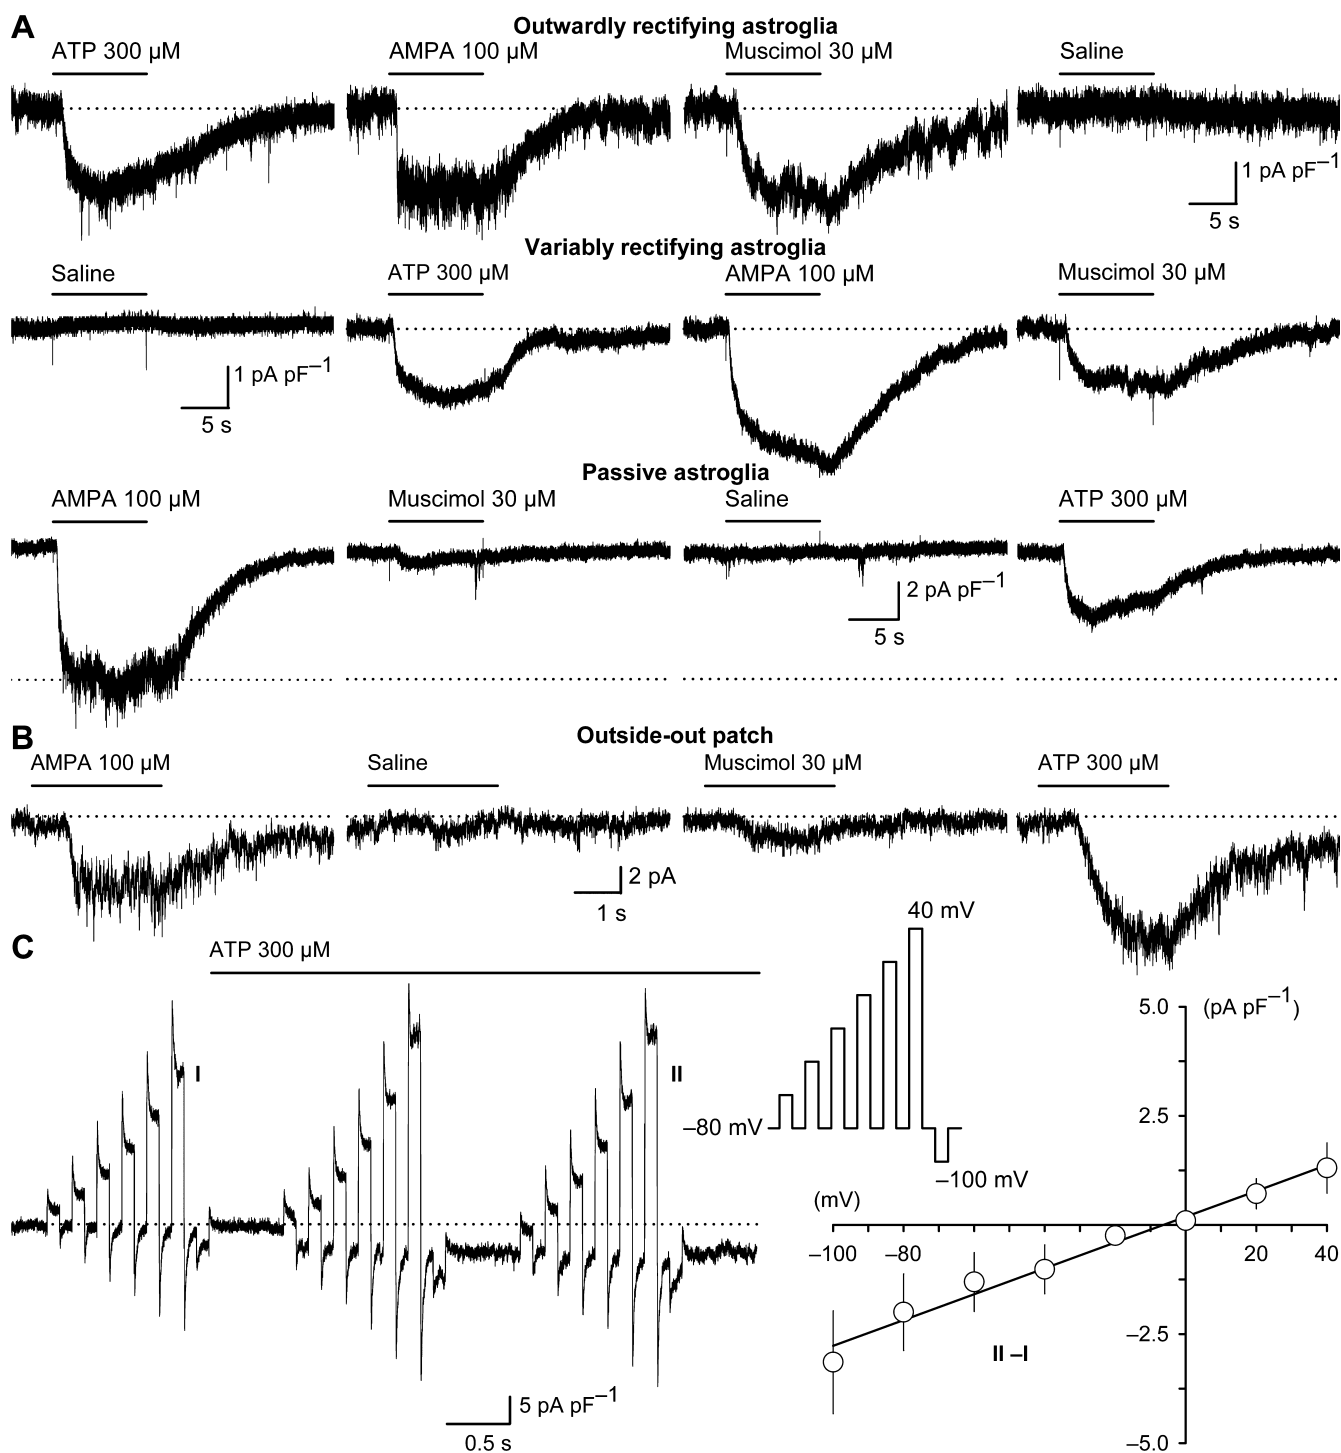 A
Outwardly rectifying astroglia
ATP 300 µM AMPA 100 µM Muscimol 30 µM Saline
1 pA pF–1
5 s
Variably rectifying astroglia
Saline ATP 300 µM AMPA 100 µM Muscimol 30 µM
1 pA pF–1
5 s
Passive astroglia
AMPA 100 µM Muscimol 30 µM Saline ATP 300 µM
2 pA pF–1
5 s
B
Outside-out patch
AMPA 100 µM Saline Muscimol 30 µM ATP 300 µM
2 pA
1 s
C
ATP 300 µM
I
II
5 pA pF–1
0.5 s
40 mV
–80 mV
–100 mV
5.0 (pA pF–1)
2.5
(mV)
–100 –80 20 40
–2.5
II –I
–5.0